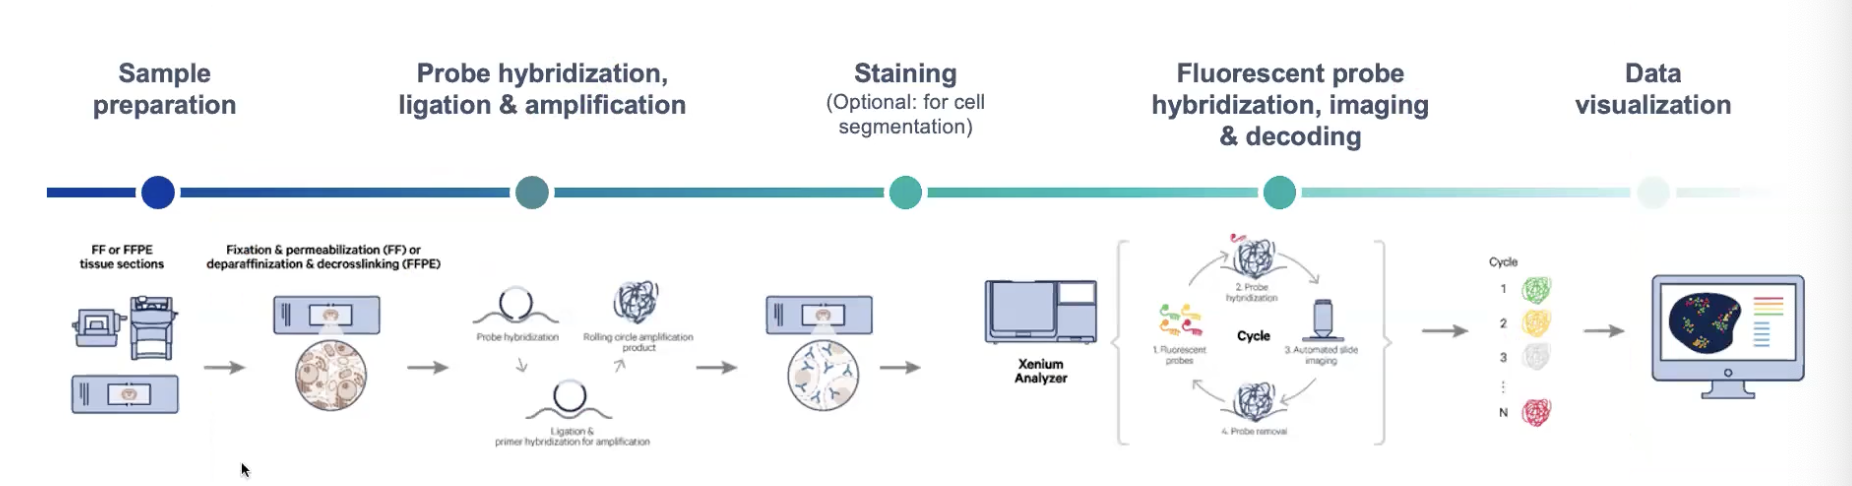 Sample
preparation
Probe hybridization,
ligation & amplification
Staining
(Optional: for cell
segmentation)
Fluorescent probe
hybridization, imaging
& decoding
Data
visualization
FF or FFPE
tissue sections
Fixation & permeabilization (FF) or
deparaffinization & decrosslinking (FFPE)
Probe hybridization
Rolling circle amplification
product
Ligation &
primer hybridization for amplification
Xenium
Analyzer
1. Fluorescent
probes
2. Probe
hybridization
Cycle
3. Automated slide
imaging
4. Probe removal
Cycle
1
2
3
⋮
N